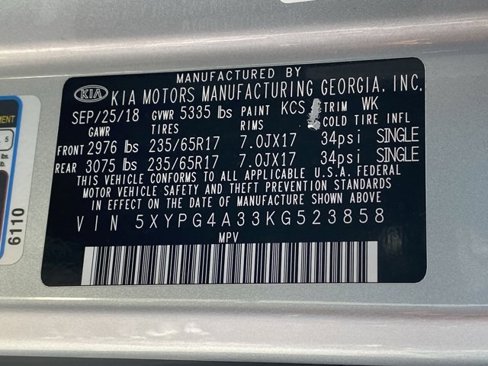 MANUFACTURED BY
KIA KIA MOTORS MANUFACTURING GEORGIA, INC.
SEP/25/18 GVWR 5335 lbs PAINT KCS TRIM WK
GAWR TIRES RIMS COLD TIRE INFL
FRONT 2976 lbs 235/65R17 7.0JX17 34psi SINGLE
REAR 3075 lbs 235/65R17 7.0JX17 34psi SINGLE
THIS VEHICLE CONFORMS TO ALL APPLICABLE U.S.A. FEDERAL
MOTOR VEHICLE SAFETY, BUMPER, AND THEFT PREVENTION STANDARDS
IN EFFECT ON THE DATE OF MANUFACTURE SHOWN ABOVE.
VIN 5XYPG4A33KG523858
MPV
6110